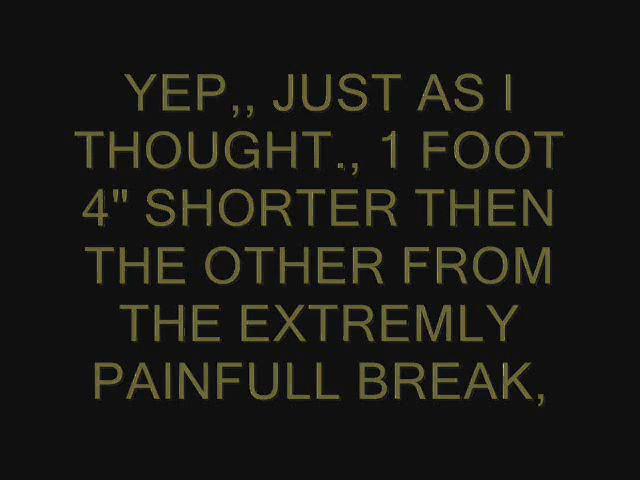 YEP,, JUST AS I
THOUGHT., 1 FOOT
4" SHORTER THEN
THE OTHER FROM
THE EXTREMLY
PAINFULL BREAK,